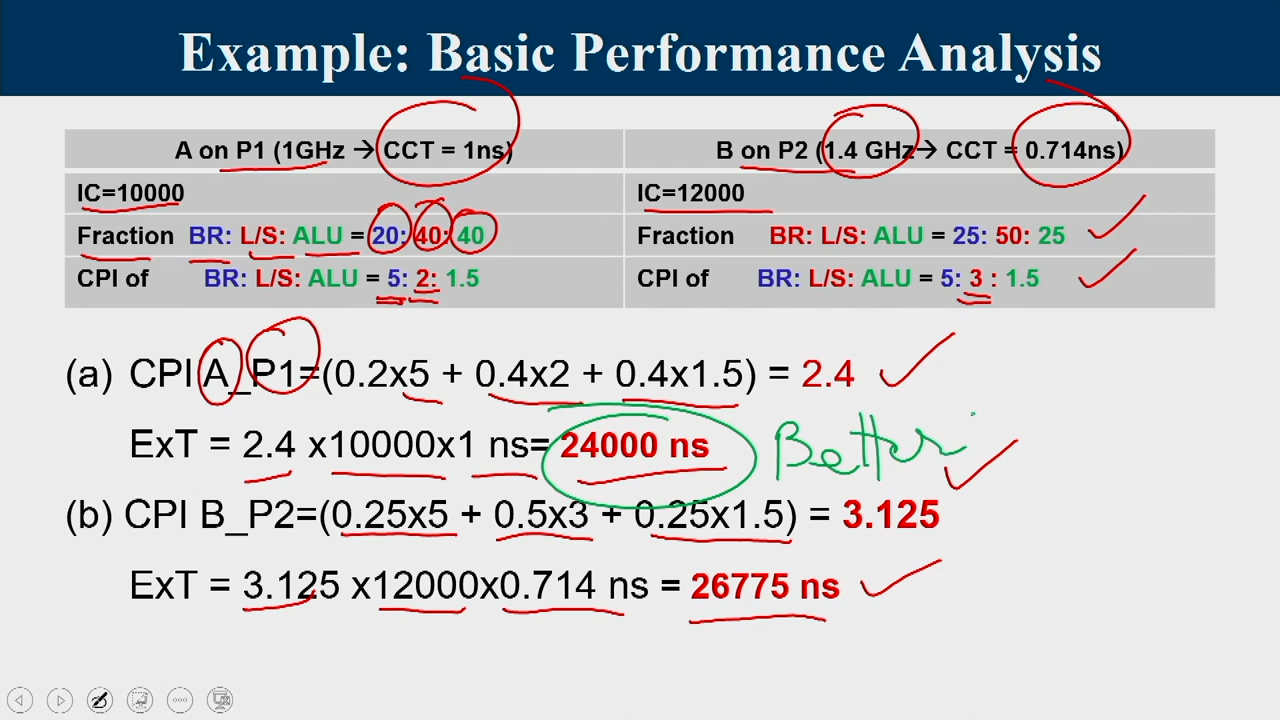 Example: Basic Performance Analysis
A on P1 (1GHz → CCT = 1ns) B on P2 (1.4 GHz→ CCT = 0.714ns)
IC=10000 IC=12000
Fraction BR: L/S: ALU = 20: 40: 40 BR: L/S: ALU = 25: 50: 25
CPI of BR: L/S: ALU = 5: 2: 1.5 CPI of BR: L/S: ALU = 5: 3 : 1.5
(a) CPI A_P1=(0.2x5 + 0.4x2 + 0.4x1.5) = 2.4
ExT = 2.4 x10000x1 ns= 24000 ns Better
(b) CPI B_P2=(0.25x5 + 0.5x3 + 0.25x1.5) = 3.125
ExT = 3.125 x12000x0.714 ns = 26775 ns